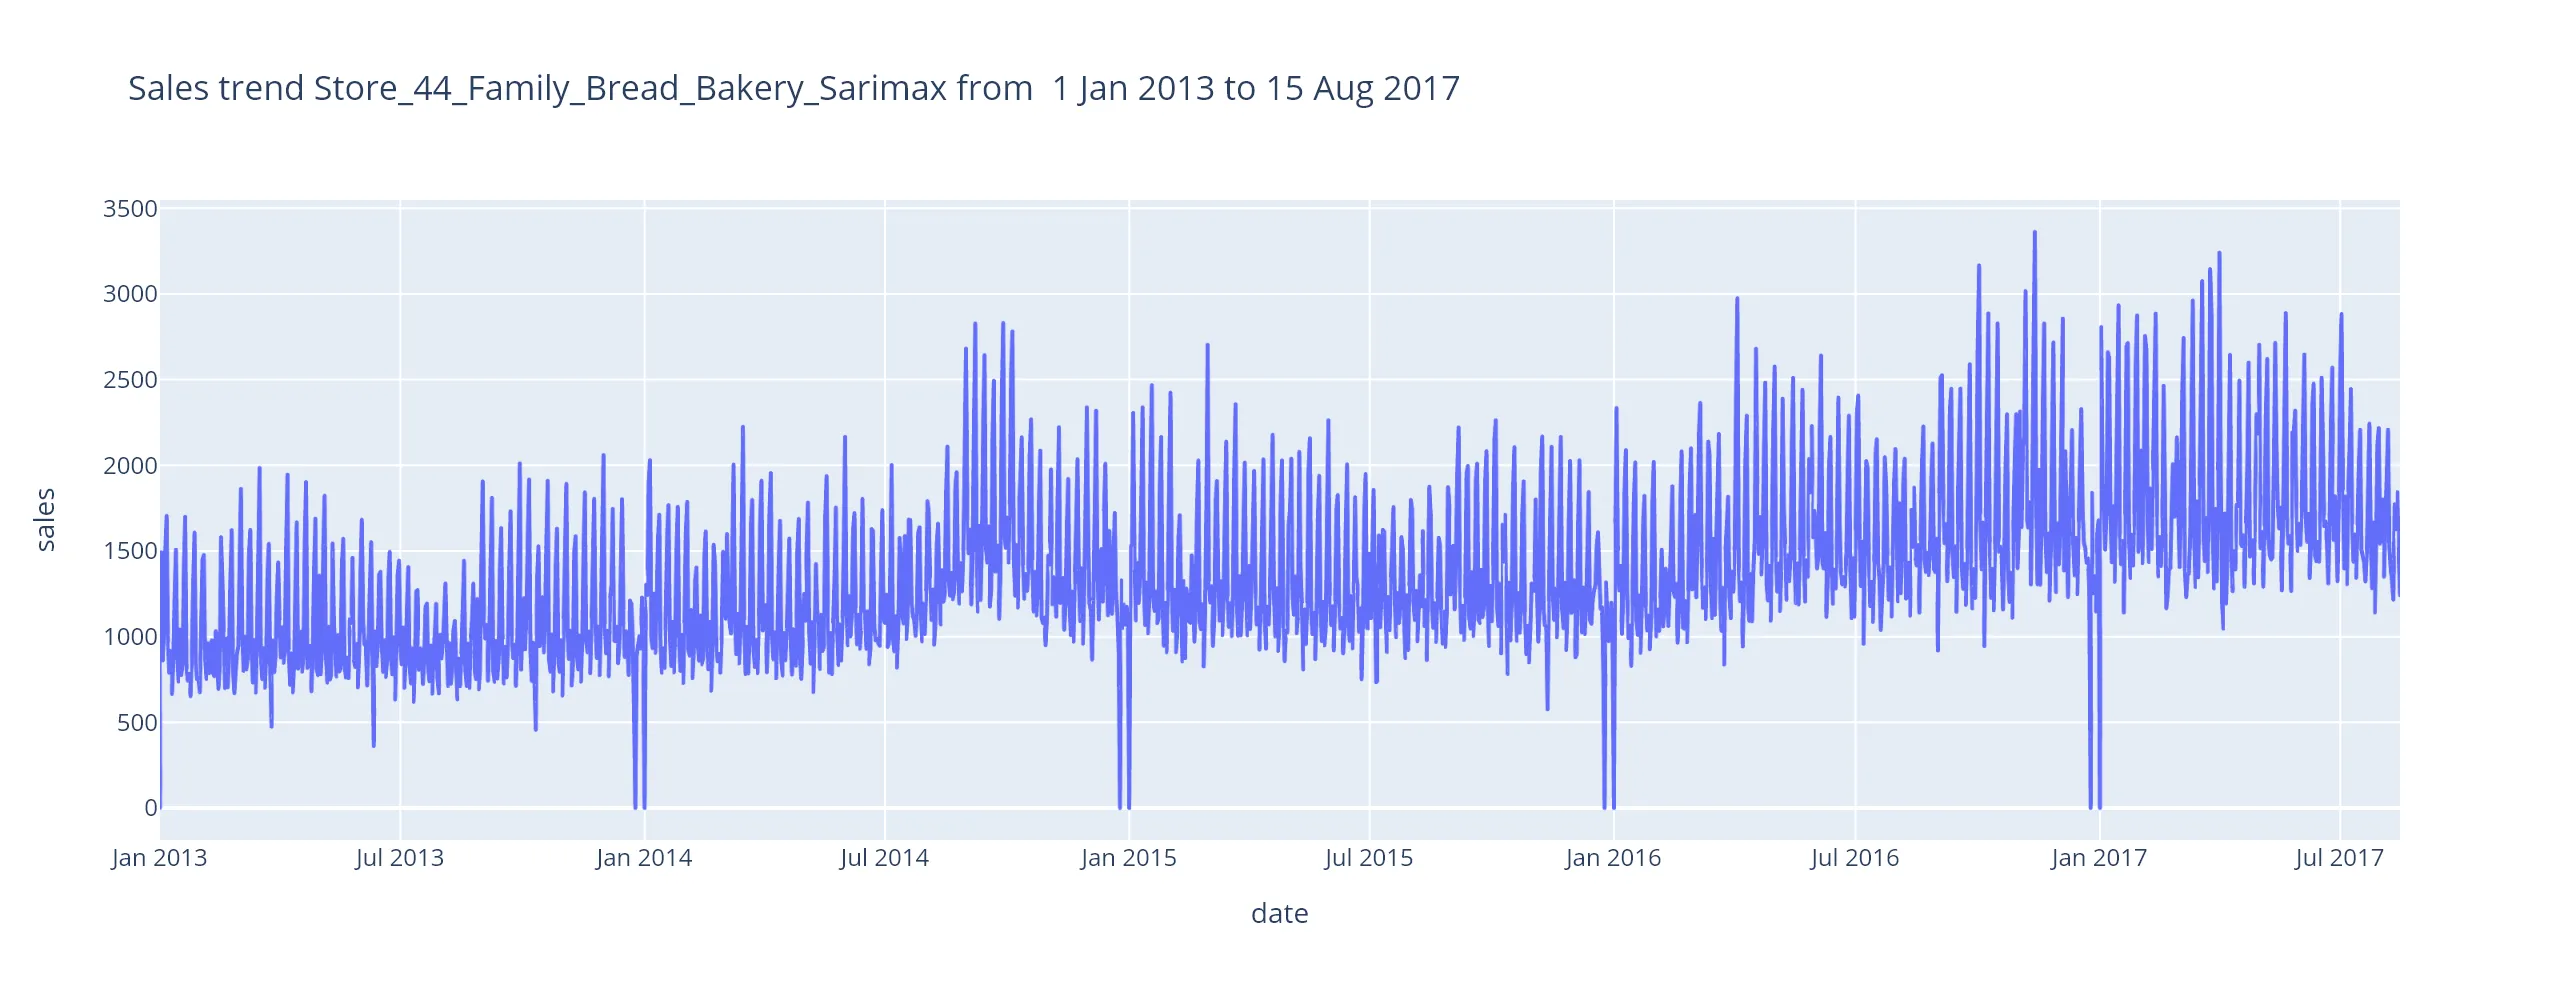 Sales trend Store_44_Family_Bread_Bakery_Sarimax from  1 Jan 2013 to 15 Aug 2017
3500
3000
2500
2000
1500
1000
500
0
sales
Jan 2013 Jul 2013 Jan 2014 Jul 2014 Jan 2015 Jul 2015 Jan 2016 Jul 2016 Jan 2017 Jul 2017
date